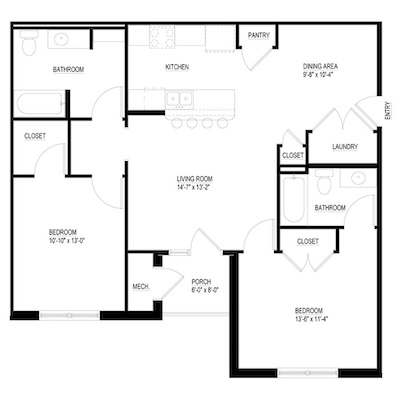 PANTRY
KITCHEN
DINING AREA
9'-8" x 10'-4"
BATHROOM
ENTRY
CLOSET
LAUNDRY
CLOSET
LIVING ROOM
14'-7" x 13'-2"
BATHROOM
BEDROOM
10'-10" x 13'-0"
CLOSET
MECH.
PORCH
6'-0" x 8'-0"
BEDROOM
13'-6" x 11'-4"